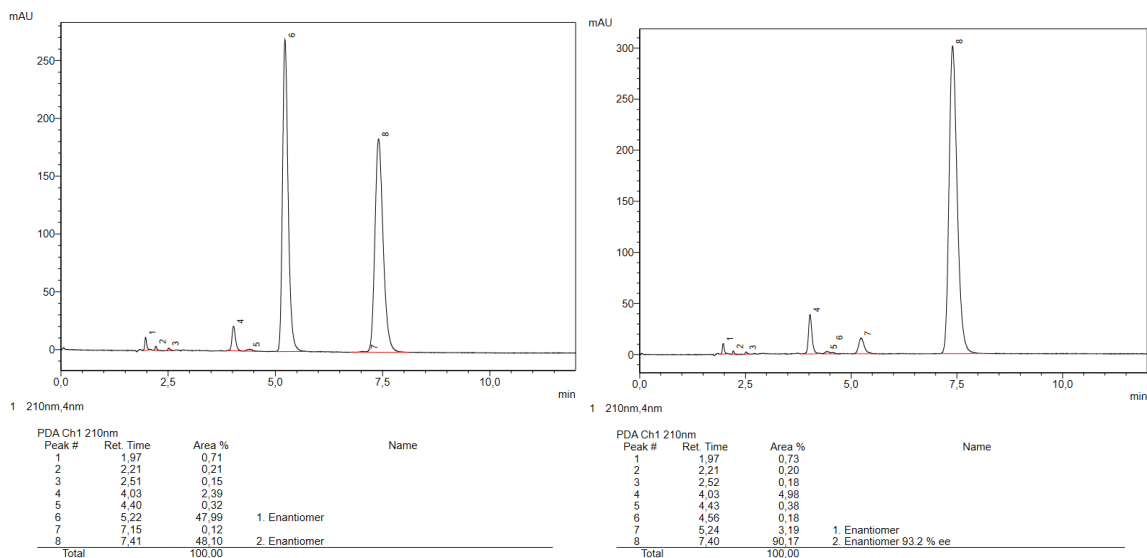 mAU
250
200
150
100
50
0
1
2
3
4
5
6
7
8
0,0
2,5
5,0
7,5
10,0
min
1 210nm,4nm
PDA Ch1 210nm
Peak # Ret. Time Area % Name
1 1,97 0,71
2 2,21 0,21
3 2,51 0,15
4 4,03 2,39
5 4,40 0,32
6 5,22 47,99 1. Enantiomer
7 7,15 0,12
8 7,41 48,10 2. Enantiomer
Total 100.00
mAU
300
250
200
150
100
50
0
1
2
3
4
5
6
7
8
0,0
2,5
5,0
7,5
10,0
min
1 210nm,4nm
PDA Ch1 210nm
Peak # Ret. Time Area % Name
1 1,97 0,73
2 2,21 0,20
3 2,52 0,18
4 4,03 4,98
5 4,43 0,38
6 4,56 0,18
7 5,24 3,19 1. Enantiomer
8 7,40 90,17 2. Enantiomer 93.2 % ee
Total 100.00